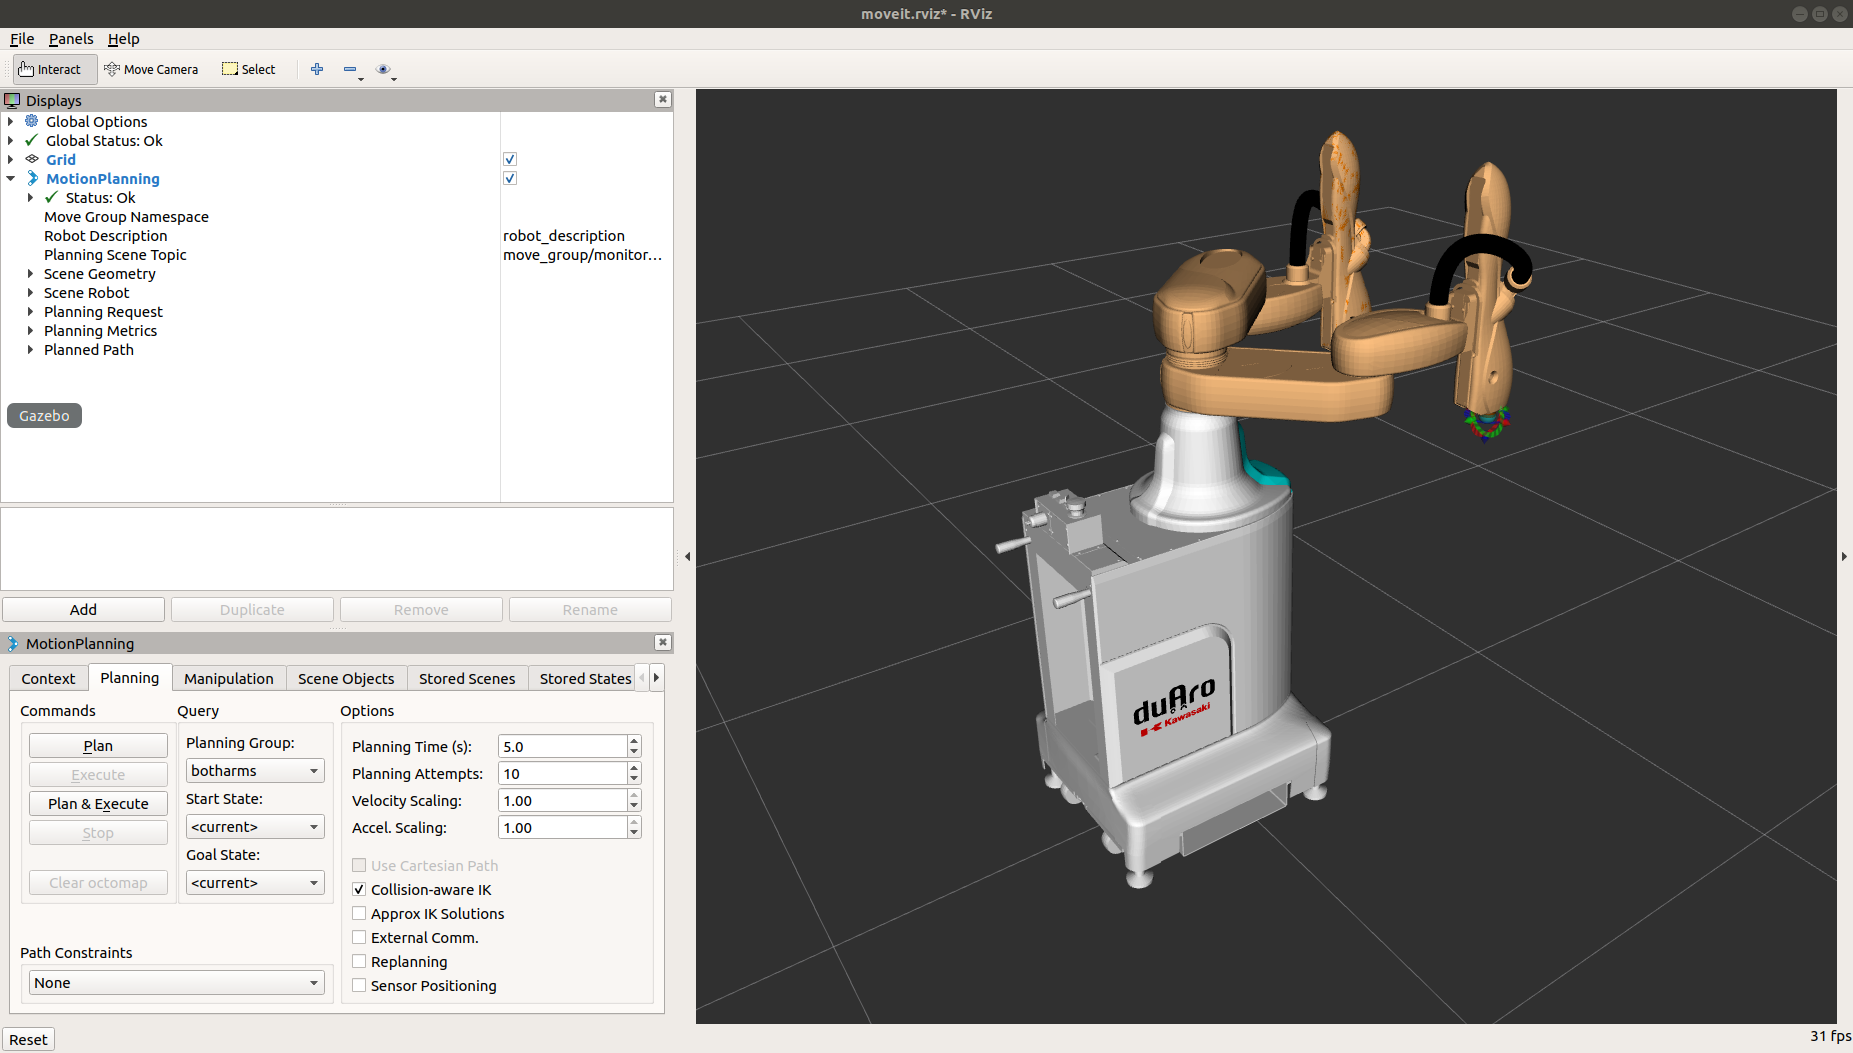 moveit.rviz* - RViz
File Panels Help
Interact Move Camera Select
Displays
Global Options
Global Status: Ok
Grid
MotionPlanning
Status: Ok
Move Group Namespace
Robot Description robot_description
Planning Scene Topic move_group/monitor...
Scene Geometry
Scene Robot
Planning Request
Planning Metrics
Planned Path
Gazebo
Add Duplicate Remove Rename
MotionPlanning
Context Planning Manipulation Scene Objects Stored Scenes Stored States
Commands
Plan
Execute
Plan & Execute
Stop
Clear octomap
Query
Planning Group:
botharms
Start State:
<current>
Goal State:
<current>
Path Constraints
None
Options
Planning Time (s): 5.0
Planning Attempts: 10
Velocity Scaling: 1.00
Accel. Scaling: 1.00
Use Cartesian Path
Collision-aware IK
Approx IK Solutions
External Comm.
Replanning
Sensor Positioning
duAro
Kawasaki
Reset
31 fps